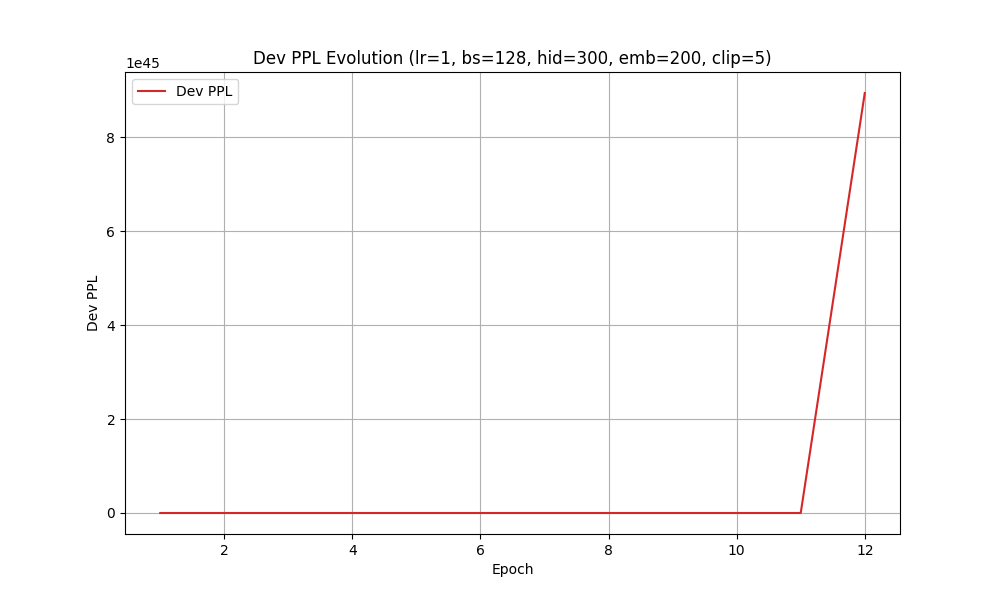 Dev PPL Evolution (lr=1, bs=128, hid=300, emb=200, clip=5)
1e45
Dev PPL
8
6
4
2
0
Dev PPL
2 4 6 8 10 12
Epoch